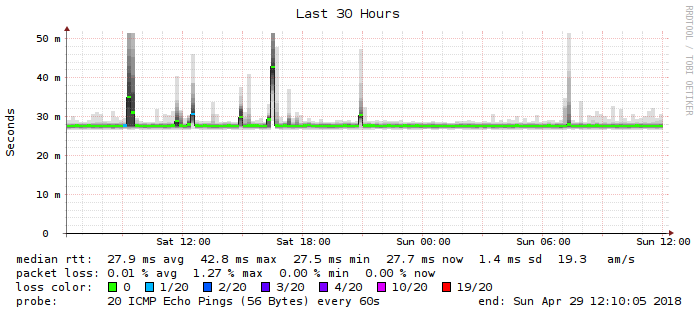 Last 30 Hours
RRDTOOL / TOBI OETIKER
Seconds
50 m
40 m
30 m
20 m
10 m
0
Sat 12:00 Sat 18:00 Sun 00:00 Sun 06:00 Sun 12:00
median rtt: 27.9 ms avg 42.8 ms max 27.5 ms min 27.7 ms now 1.4 ms sd 19.3 am/s
packet loss: 0.01 % avg 1.27 % max 0.00 % min 0.00 % now
loss color: 0 1/20 2/20 3/20 4/20 10/20 19/20
probe: 20 ICMP Echo Pings (56 Bytes) every 60s end: Sun Apr 29 12:10:05 2018